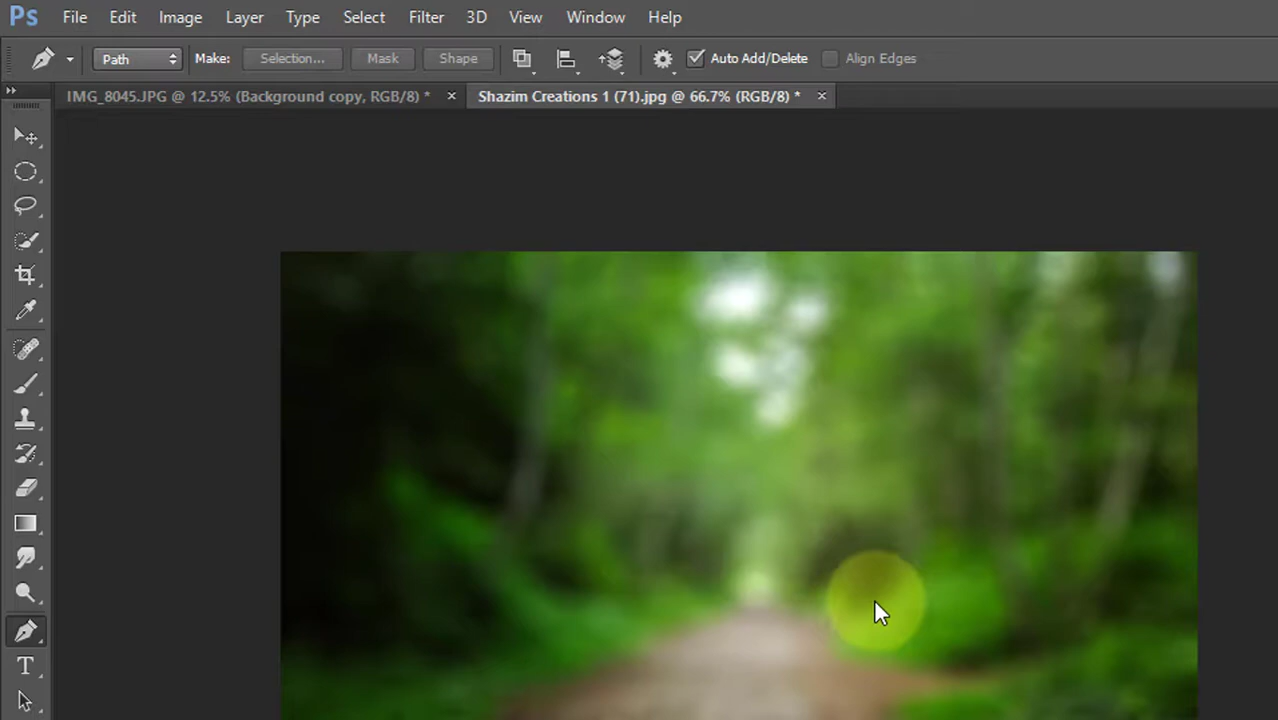 Ps File Edit Image Layer Type Select Filter 3D View Window Help
Path Make: Selection... Mask Shape Auto Add/Delete Align Edges
IMG_8045.JPG @ 12.5% (Background copy, RGB/8) * × Shazim Creations 1 (71).jpg @ 66.7% (RGB/8) * ×
T